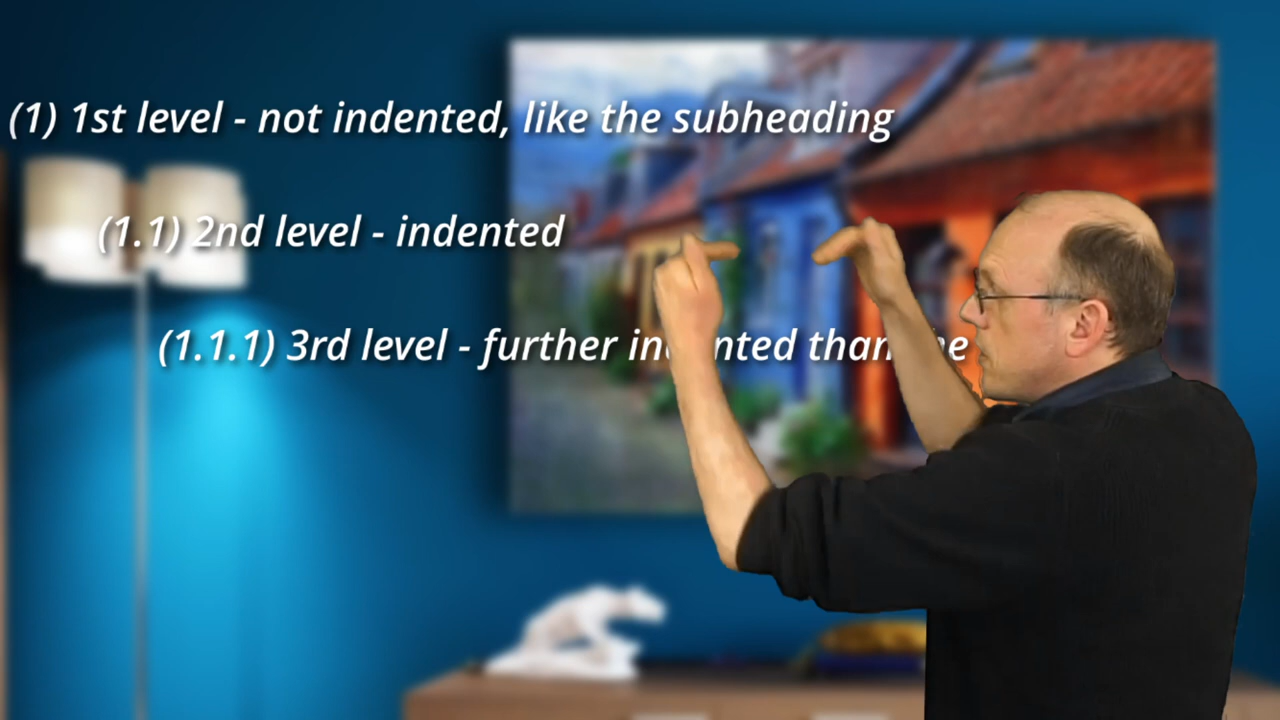 (1) 1st level - not indented, like the subheading
(1.1) 2nd level - indented
(1.1.1) 3rd level - further than